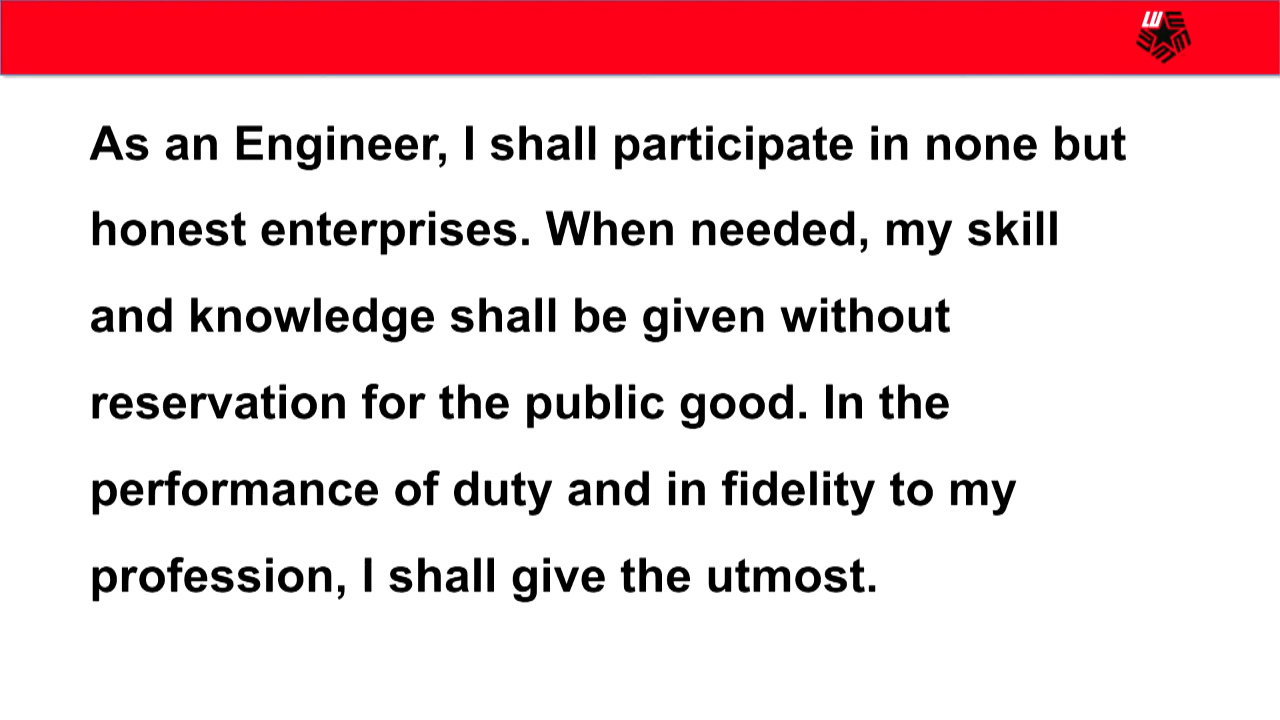 As an Engineer, I shall participate in none but
honest enterprises. When needed, my skill
and knowledge shall be given without
reservation for the public good. In the
performance of duty and in fidelity to my
profession, I shall give the utmost.